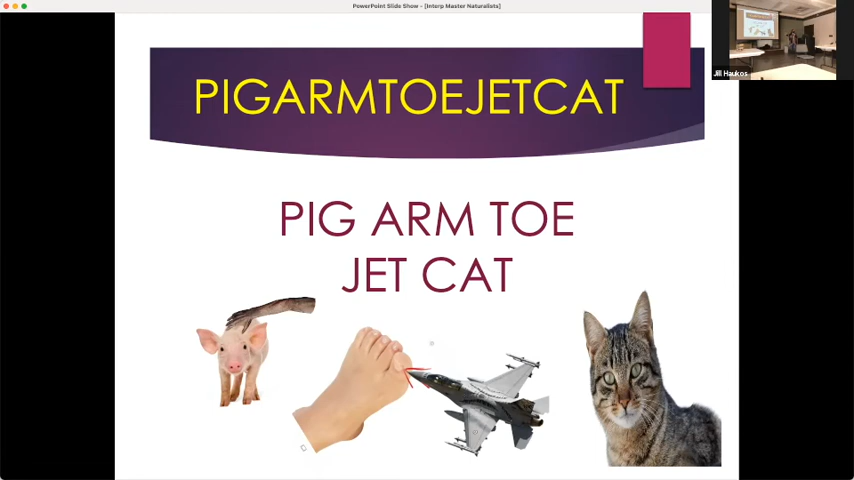 PowerPoint Slide Show - [Interp Master Naturalists]
Jill Haukos
PIGARMTOEJETCAT
PIG ARM TOE
JET CAT